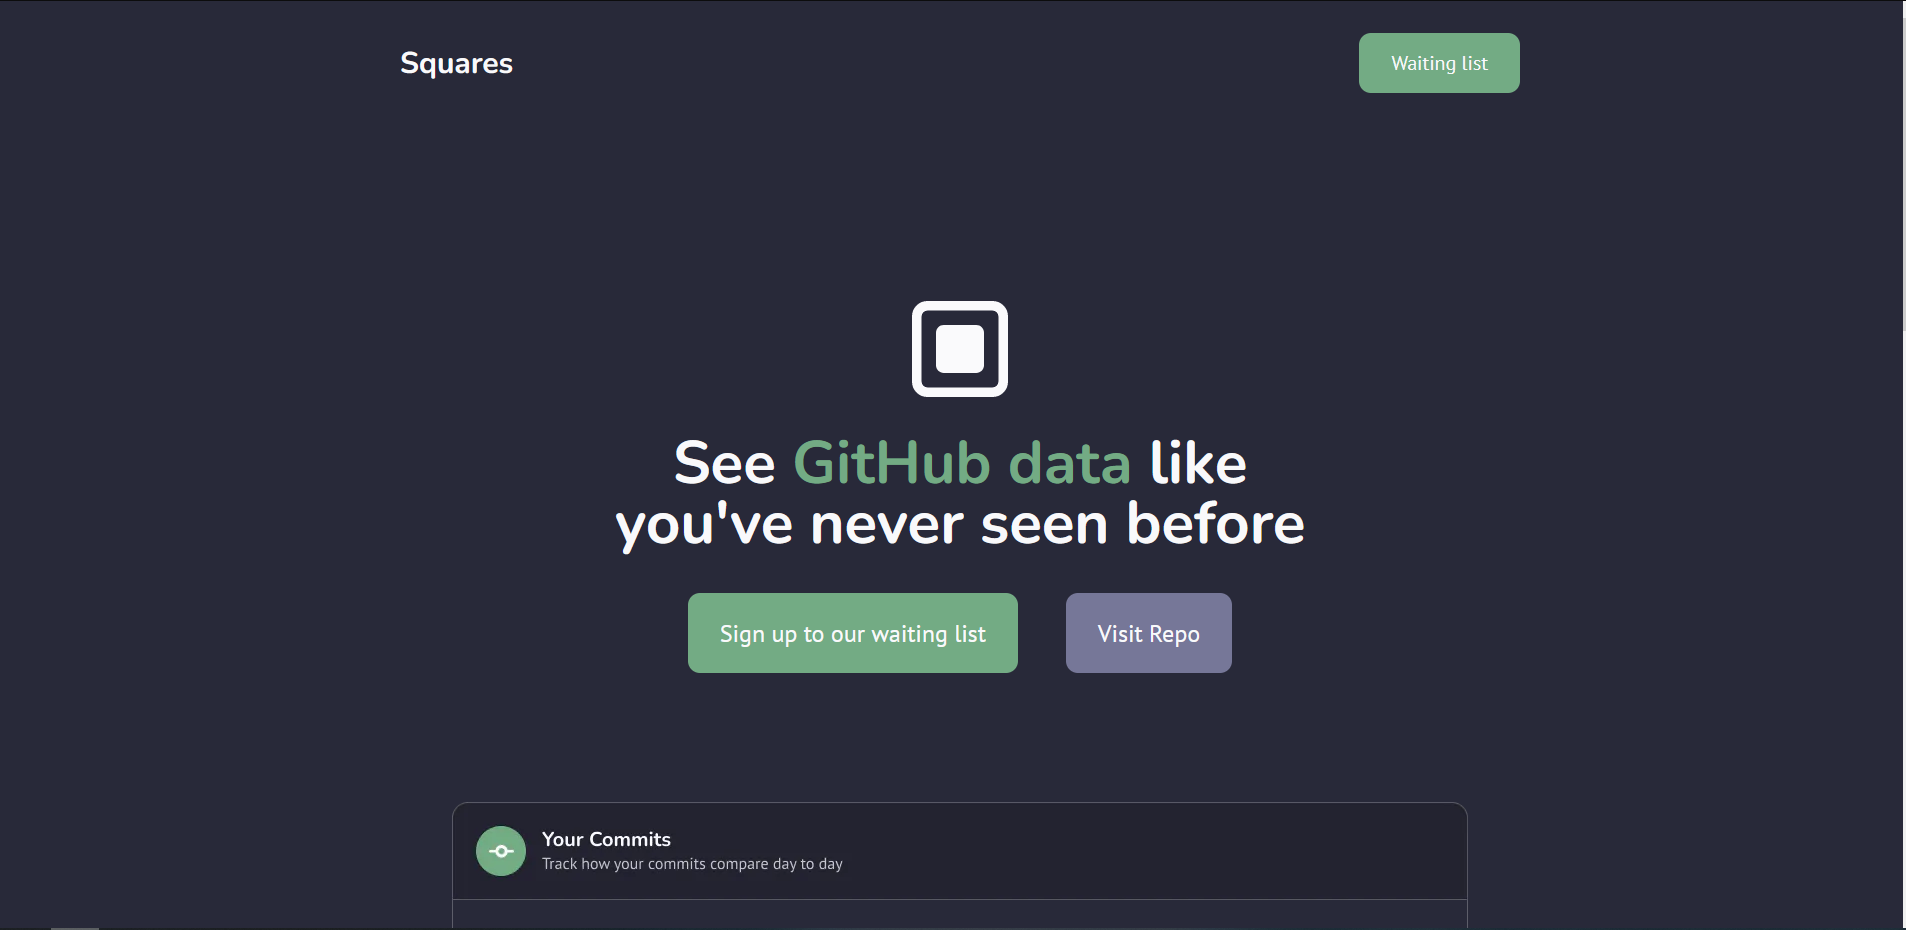 Squares
Waiting list
See GitHub data like
you've never seen before
Sign up to our waiting list
Visit Repo
Your Commits
Track how your commits compare day to day